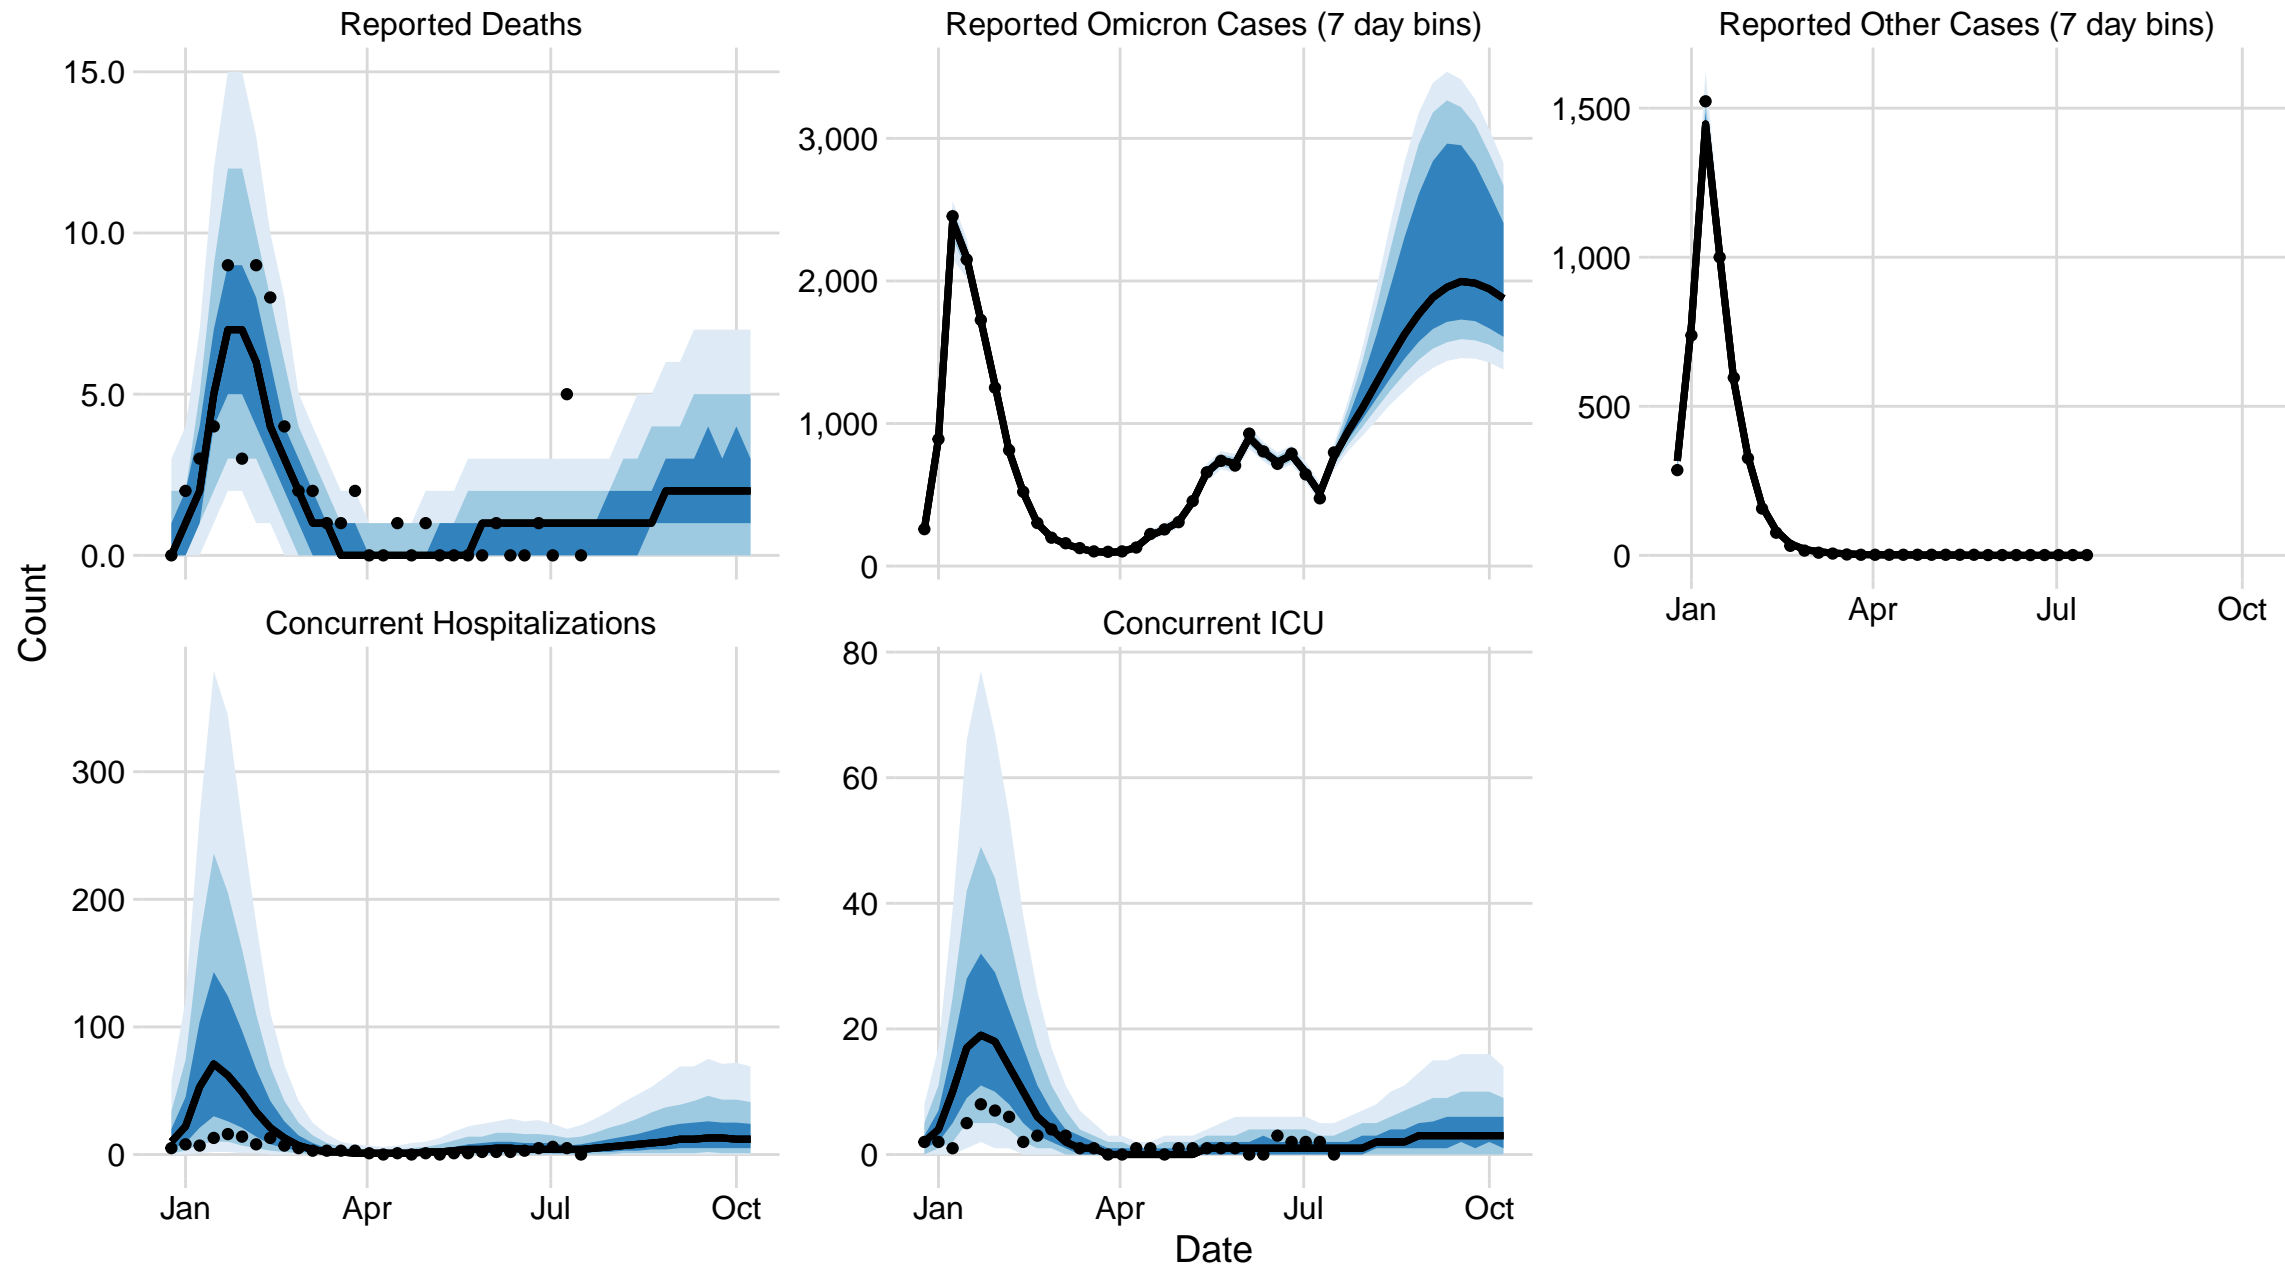 Reported Deaths
Reported Omicron Cases (7 day bins)
Reported Other Cases (7 day bins)
15.0
10.0
5.0
0.0
3,000
2,000
1,000
0
1,500
1,000
500
0
Jan Apr Jul Oct
Count
Concurrent Hospitalizations
Concurrent ICU
300
200
100
0
80
60
40
20
0
Jan Apr Jul Oct
Jan Apr Jul Oct
Date